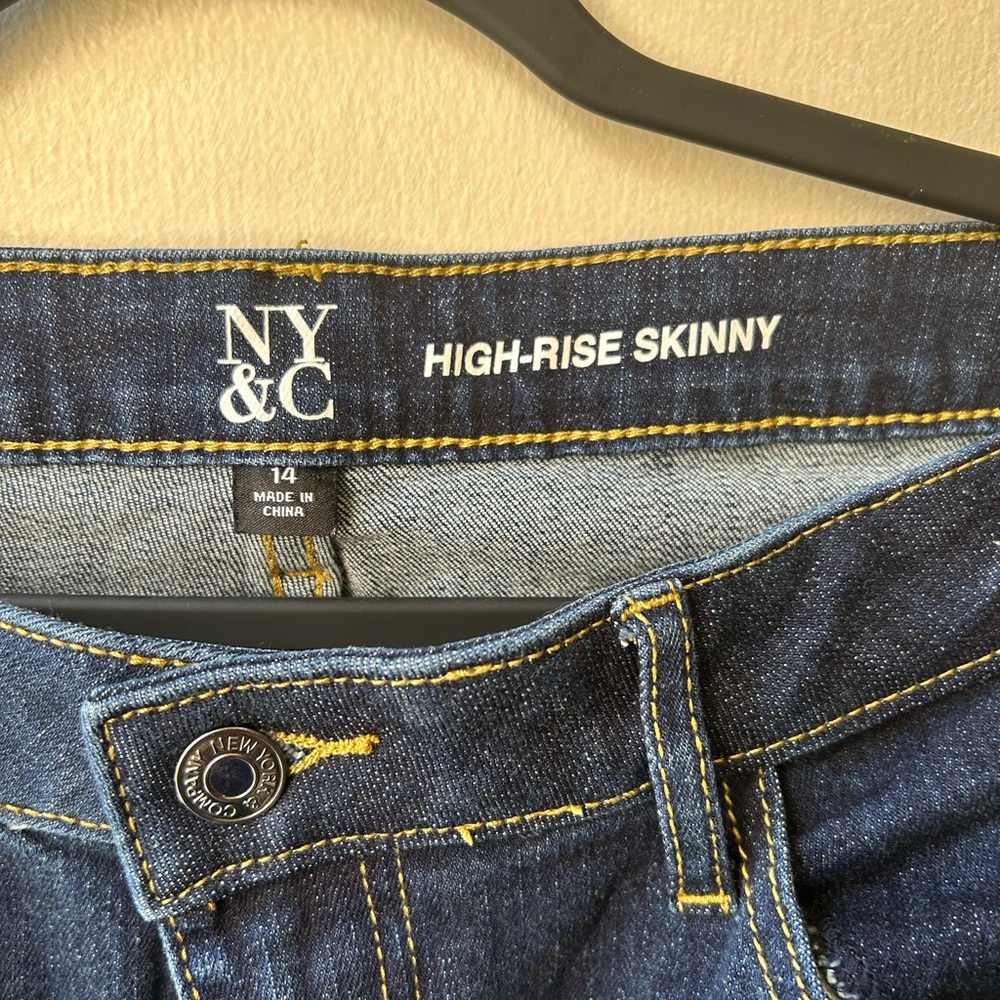 NY
&C
HIGH-RISE SKINNY
14
MADE IN
CHINA
NEW YORK & COMPANY